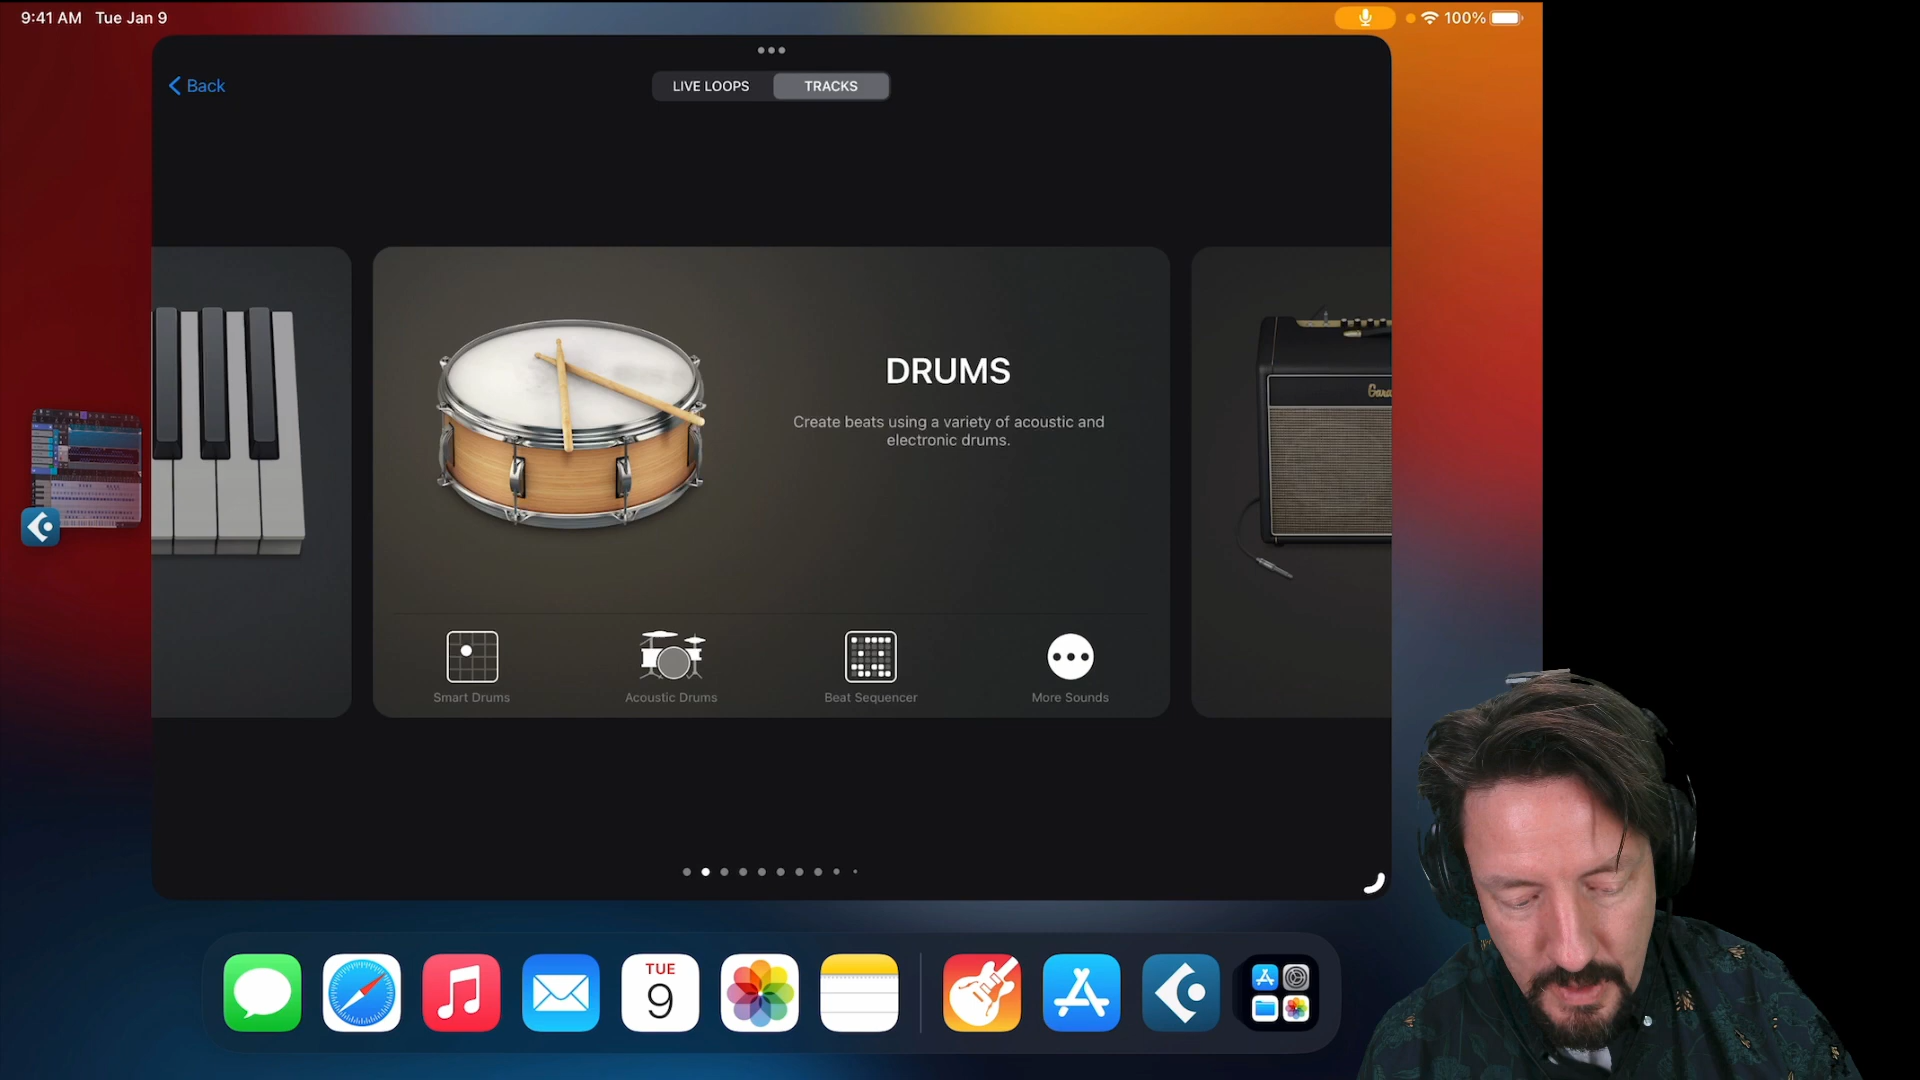 9:41 AM Tue Jan 9
100%
Back
LIVE LOOPS
TRACKS
DRUMS
Create beats using a variety of acoustic and
electronic drums.
Smart Drums
Acoustic Drums
Beat Sequencer
More Sounds
TUE
9